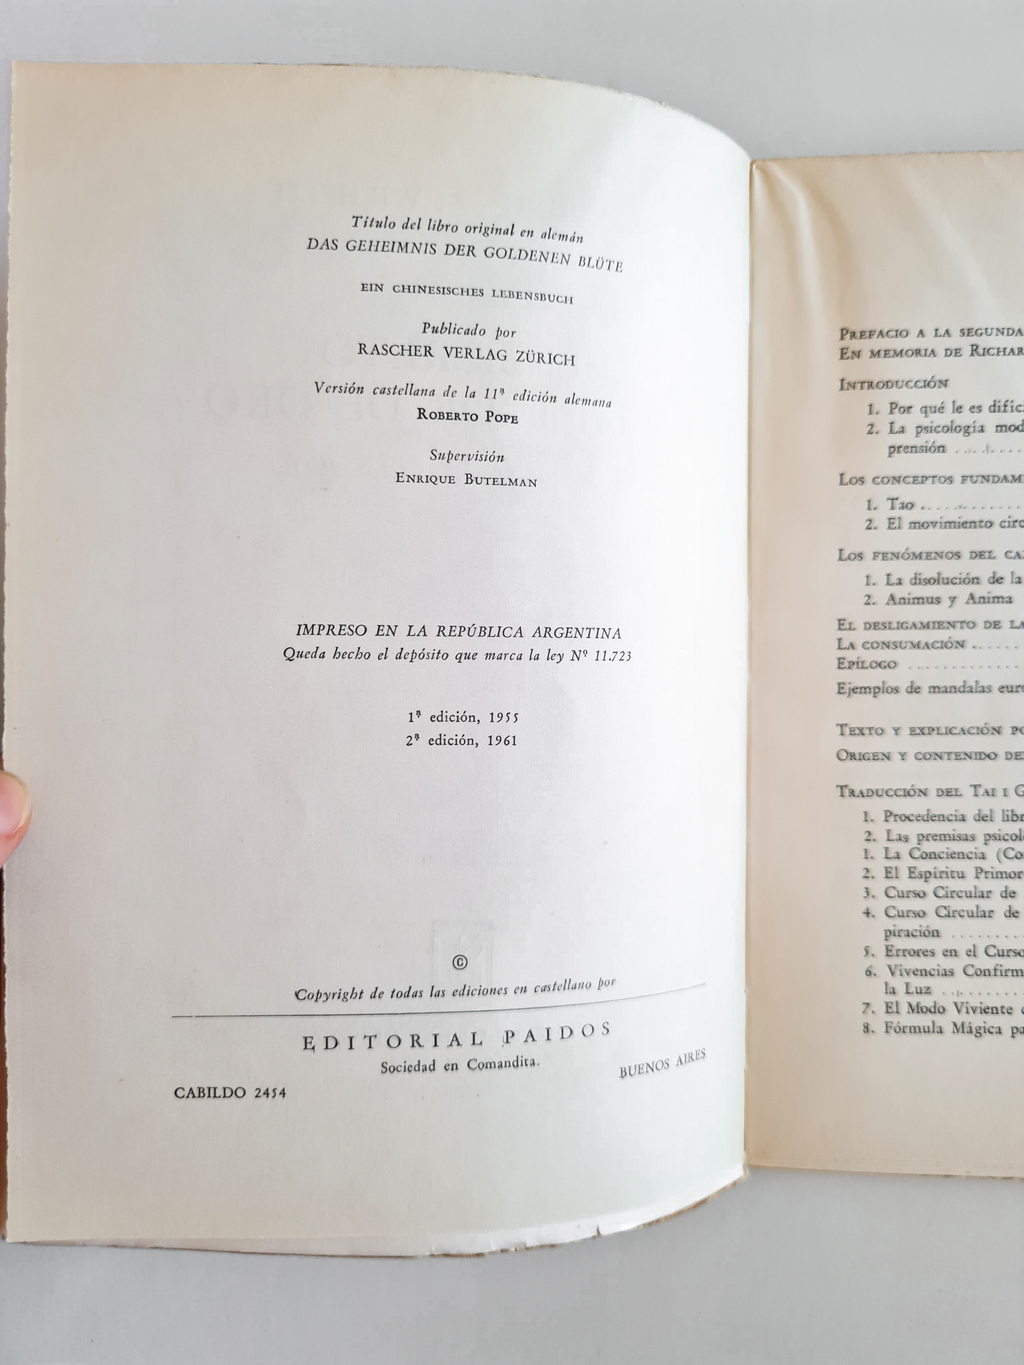 Título del libro original en alemán
DAS GEHEIMNIS DER GOLDENEN BLÜTE
EIN CHINESISCHES LEBENSBUCH
Publicado por
RASCHER VERLAG ZÜRICH
Versión castellana de la 11ª edición alemana
ROBERTO POPE
Supervisión
ENRIQUE BUTELMAN
IMPRESO EN LA REPÚBLICA ARGENTINA
Queda hecho el depósito que marca la ley Nº 11.723
1ª edición, 1955
2ª edición, 1961
©
Copyright de todas las ediciones en castellano por
EDITORIAL PAIDOS
Sociedad en Comandita.
CABILDO 2454
BUENOS AIRES
PREFACIO A LA SEGUNDA
EN MEMORIA DE RICHAR
INTRODUCCIÓN
1. Por qué le es difíci
2. La psicología mod
prensión
LOS CONCEPTOS FUNDAM
1. Tao
2. El movimiento circ
LOS FENÓMENOS DEL CA
1. La disolución de la
2. Animus y Anima
EL DESLIGAMIENTO DE LA
LA CONSUMACIÓN
EPÍLOGO
Ejemplos de mandalas eur
TEXTO Y EXPLICACIÓN PO
ORIGEN Y CONTENIDO DE
TRADUCCIÓN DEL TAI I G
1. Procedencia del libr
2. Las premisas psicol
1. La Conciencia (Co
2. El Espíritu Primor
3. Curso Circular de
4. Curso Circular de
piración
5. Errores en el Curso
6. Vivencias Confirm
la Luz
7. El Modo Viviente
8. Fórmula Mágica pa